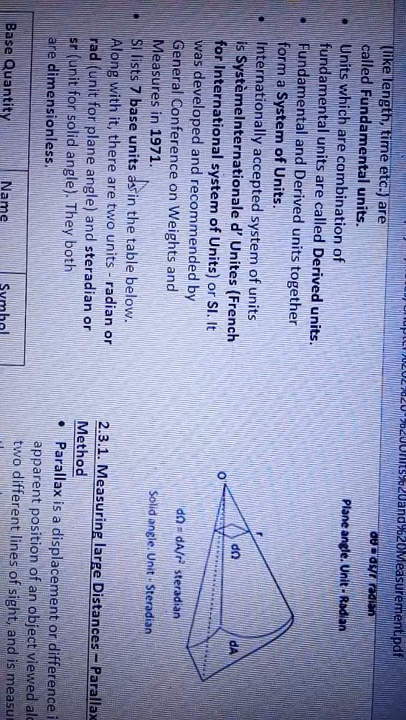 (like length, time etc.) are
called Fundamental units.
• Units which are combination of
fundamental units are called Derived units.
• Fundamental and Derived units together
form a System of Units.
• Internationally accepted system of units
is SystèmeInternationale d' Unites (French
for International system of Units) or SI. It
was developed and recommended by
General Conference on Weights and
Measures in 1971.
• SI lists 7 base units as in the table below.
Along with it, there are two units - radian or
rad (unit for plane angle) and steradian or
sr (unit for solid angle). They both
are dimensionless.
Base Quantity Name Symbol
%20Units%20and%20Measurement.pdf
dθ = ds/r radian
Plane angle. Unit - Radian
O
r
dΩ
dA
dΩ = dA/r² steradian
Solid angle. Unit - Steradian
2.3.1. Measuring large Distances – Parallax
Method
• Parallax is a displacement or difference i
apparent position of an object viewed alo
two different lines of sight, and is measu